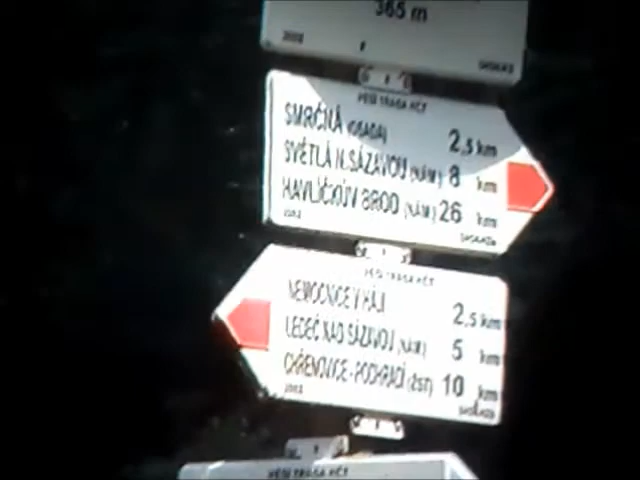 365 m
PĚŠÍ TRASA KČT
SMRČNÁ (OSADA) 2,5 km
SVĚTLÁ N.SÁZAVOU (NÁM.) 8 km
HAVLÍČKŮV BROD (NÁM.) 26 km
PĚŠÍ TRASA KČT
NEMOCNICE V HÁJI 2,5 km
LEDEČ NAD SÁZAVOU (NÁM.) 5 km
CHŘENOVICE - PODHRADÍ (ŽST) 10 km
PĚŠÍ TRASA KČT